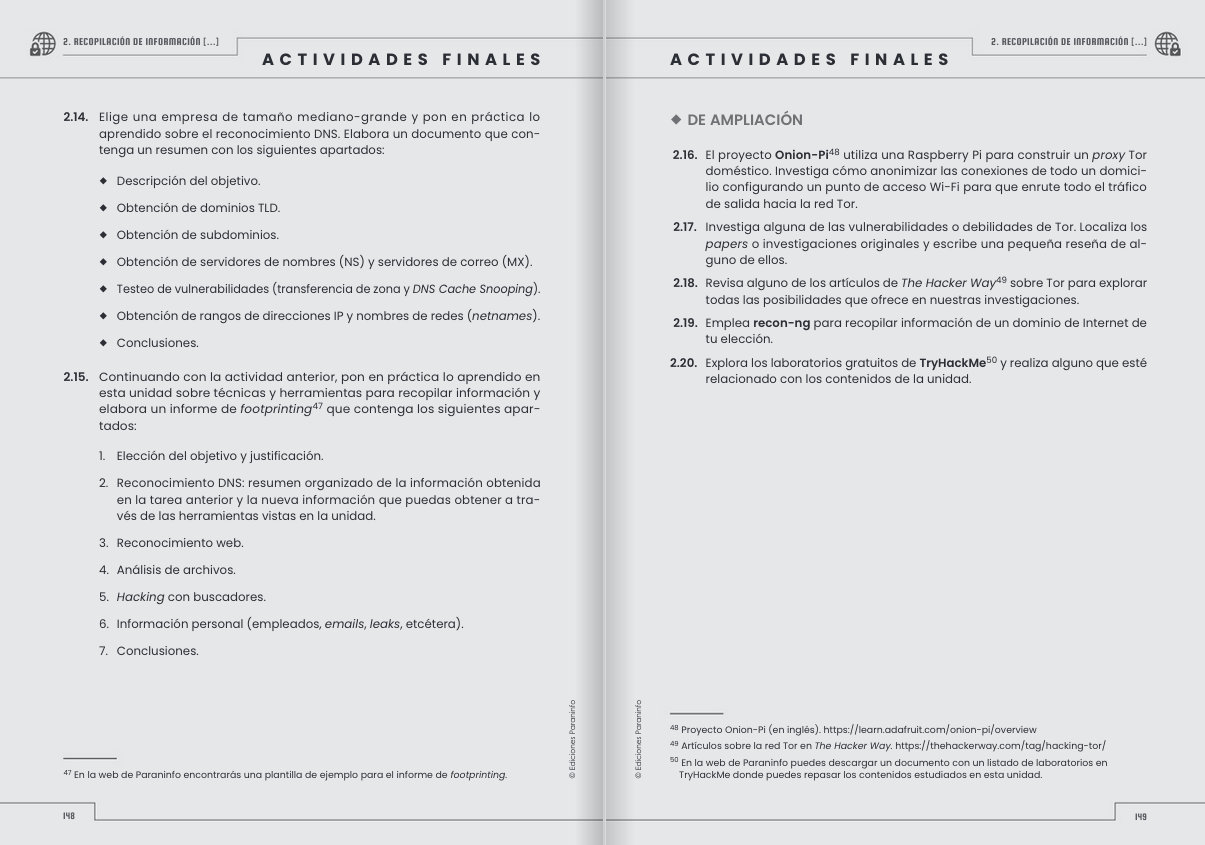 2. RECOPILACIÓN DE INFORMACIÓN [...]
ACTIVIDADES FINALES
2.14. Elige una empresa de tamaño mediano-grande y pon en práctica lo
aprendido sobre el reconocimiento DNS. Elabora un documento que con-
tenga un resumen con los siguientes apartados:
◆ Descripción del objetivo.
◆ Obtención de dominios TLD.
◆ Obtención de subdominios.
◆ Obtención de servidores de nombres (NS) y servidores de correo (MX).
◆ Testeo de vulnerabilidades (transferencia de zona y DNS Cache Snooping).
◆ Obtención de rangos de direcciones IP y nombres de redes (netnames).
◆ Conclusiones.
2.15. Continuando con la actividad anterior, pon en práctica lo aprendido en
esta unidad sobre técnicas y herramientas para recopilar información y
elabora un informe de footprinting47 que contenga los siguientes apar-
tados:
1. Elección del objetivo y justificación.
2. Reconocimiento DNS: resumen organizado de la información obtenida
en la tarea anterior y la nueva información que puedas obtener a tra-
vés de las herramientas vistas en la unidad.
3. Reconocimiento web.
4. Análisis de archivos.
5. Hacking con buscadores.
6. Información personal (empleados, emails, leaks, etcétera).
7. Conclusiones.
47 En la web de Paraninfo encontrarás una plantilla de ejemplo para el informe de footprinting.
© Ediciones Paraninfo
148
2. RECOPILACIÓN DE INFORMACIÓN [...]
ACTIVIDADES FINALES
◆ DE AMPLIACIÓN
2.16. El proyecto Onion-Pi48 utiliza una Raspberry Pi para construir un proxy Tor
doméstico. Investiga cómo anonimizar las conexiones de todo un domici-
lio configurando un punto de acceso Wi-Fi para que enrute todo el tráfico
de salida hacia la red Tor.
2.17. Investiga alguna de las vulnerabilidades o debilidades de Tor. Localiza los
papers o investigaciones originales y escribe una pequeña reseña de al-
guno de ellos.
2.18. Revisa alguno de los artículos de The Hacker Way49 sobre Tor para explorar
todas las posibilidades que ofrece en nuestras investigaciones.
2.19. Emplea recon-ng para recopilar información de un dominio de Internet de
tu elección.
2.20. Explora los laboratorios gratuitos de TryHackMe50 y realiza alguno que esté
relacionado con los contenidos de la unidad.
© Ediciones Paraninfo
48 Proyecto Onion-Pi (en inglés). https://learn.adafruit.com/onion-pi/overview
49 Artículos sobre la red Tor en The Hacker Way. https://thehackerway.com/tag/hacking-tor/
50 En la web de Paraninfo puedes descargar un documento con un listado de laboratorios en
TryHackMe donde puedes repasar los contenidos estudiados en esta unidad.
149